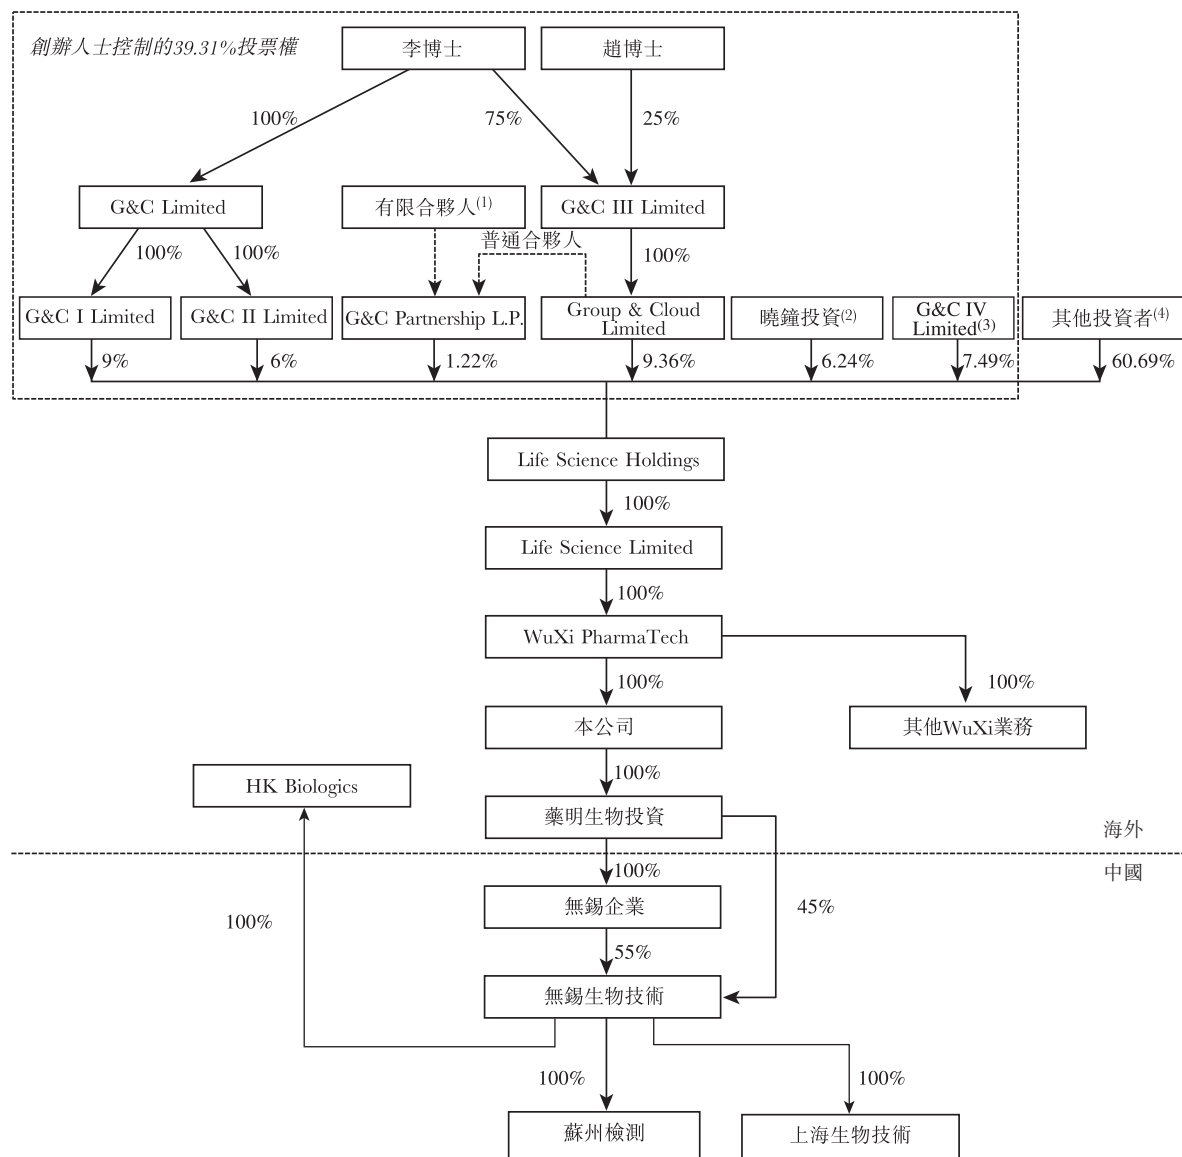 創辦人士控制的39.31%投票權
李博士
趙博士
100%
75%
25%
G&C Limited
有限合夥人(1)
G&C III Limited
普通合夥人
100%
100%
100%
G&C I Limited
G&C II Limited
G&C Partnership L.P.
Group & Cloud
Limited
曉鐘投資(2)
G&C IV
Limited(3)
其他投資者(4)
9%
6%
1.22%
9.36%
6.24%
7.49%
60.69%
Life Science Holdings
100%
Life Science Limited
100%
WuXi PharmaTech
100%
100%
本公司
其他WuXi業務
100%
HK Biologics
藥明生物投資
海外
中國
100%
無錫企業
45%
100%
55%
無錫生物技術
100%
100%
蘇州檢測
上海生物技術